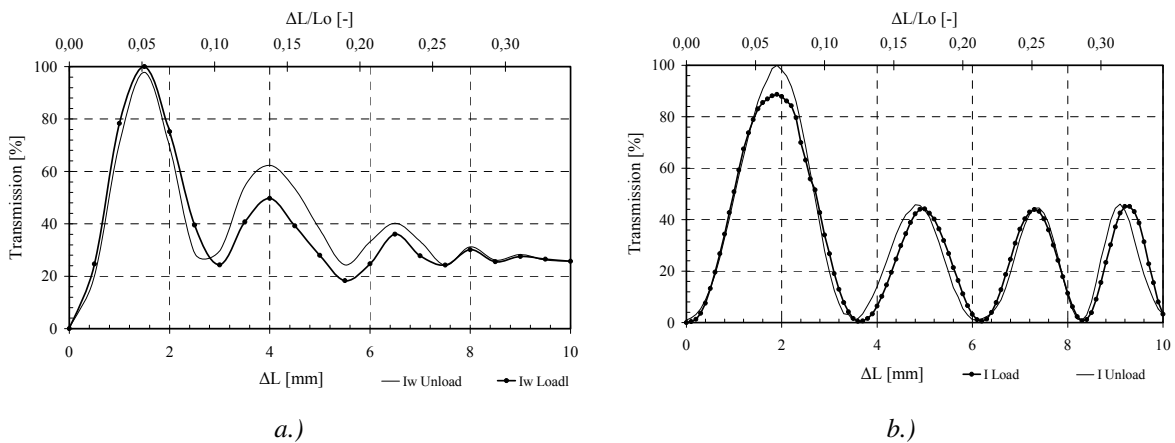 ΔL/Lo [-]
0,00 0,05 0,10 0,15 0,20 0,25 0,30
Transmission [%]
100
80
60
40
20
0
0 2 4 6 8 10
ΔL [mm]
Iw Unload
Iw Loadl
a.)
ΔL/Lo [-]
0,00 0,05 0,10 0,15 0,20 0,25 0,30
Transmission [%]
100
80
60
40
20
0
0 2 4 6 8 10
ΔL [mm]
I Load
I Unload
b.)